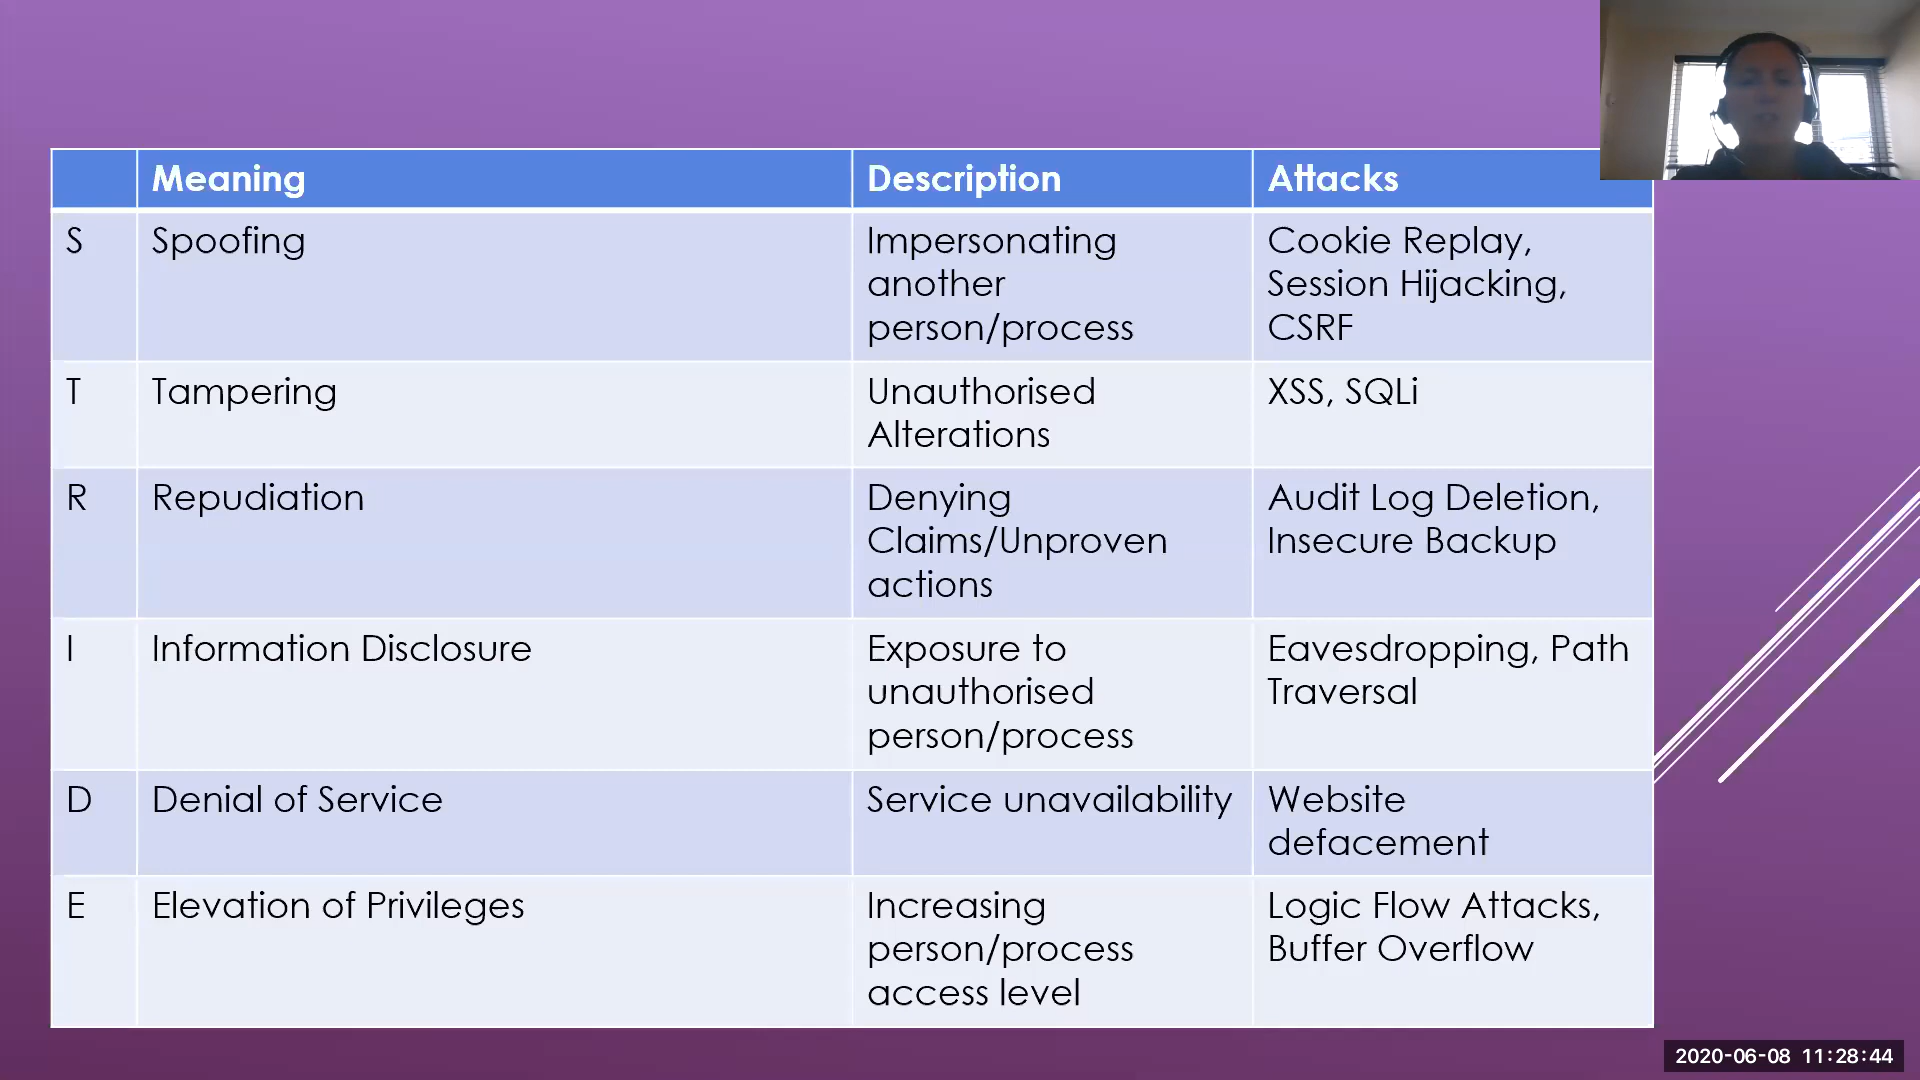 Meaning Description Attacks
S Spoofing Impersonating Cookie Replay,
another Session Hijacking,
person/process CSRF
T Tampering Unauthorised XSS, SQLi
Alterations
R Repudiation Denying Audit Log Deletion,
Claims/Unproven Insecure Backup
actions
I Information Disclosure Exposure to Eavesdropping, Path
unauthorised Traversal
person/process
D Denial of Service Service unavailability Website
defacement
E Elevation of Privileges Increasing Logic Flow Attacks,
person/process Buffer Overflow
access level
2020-06-08 11:28:44